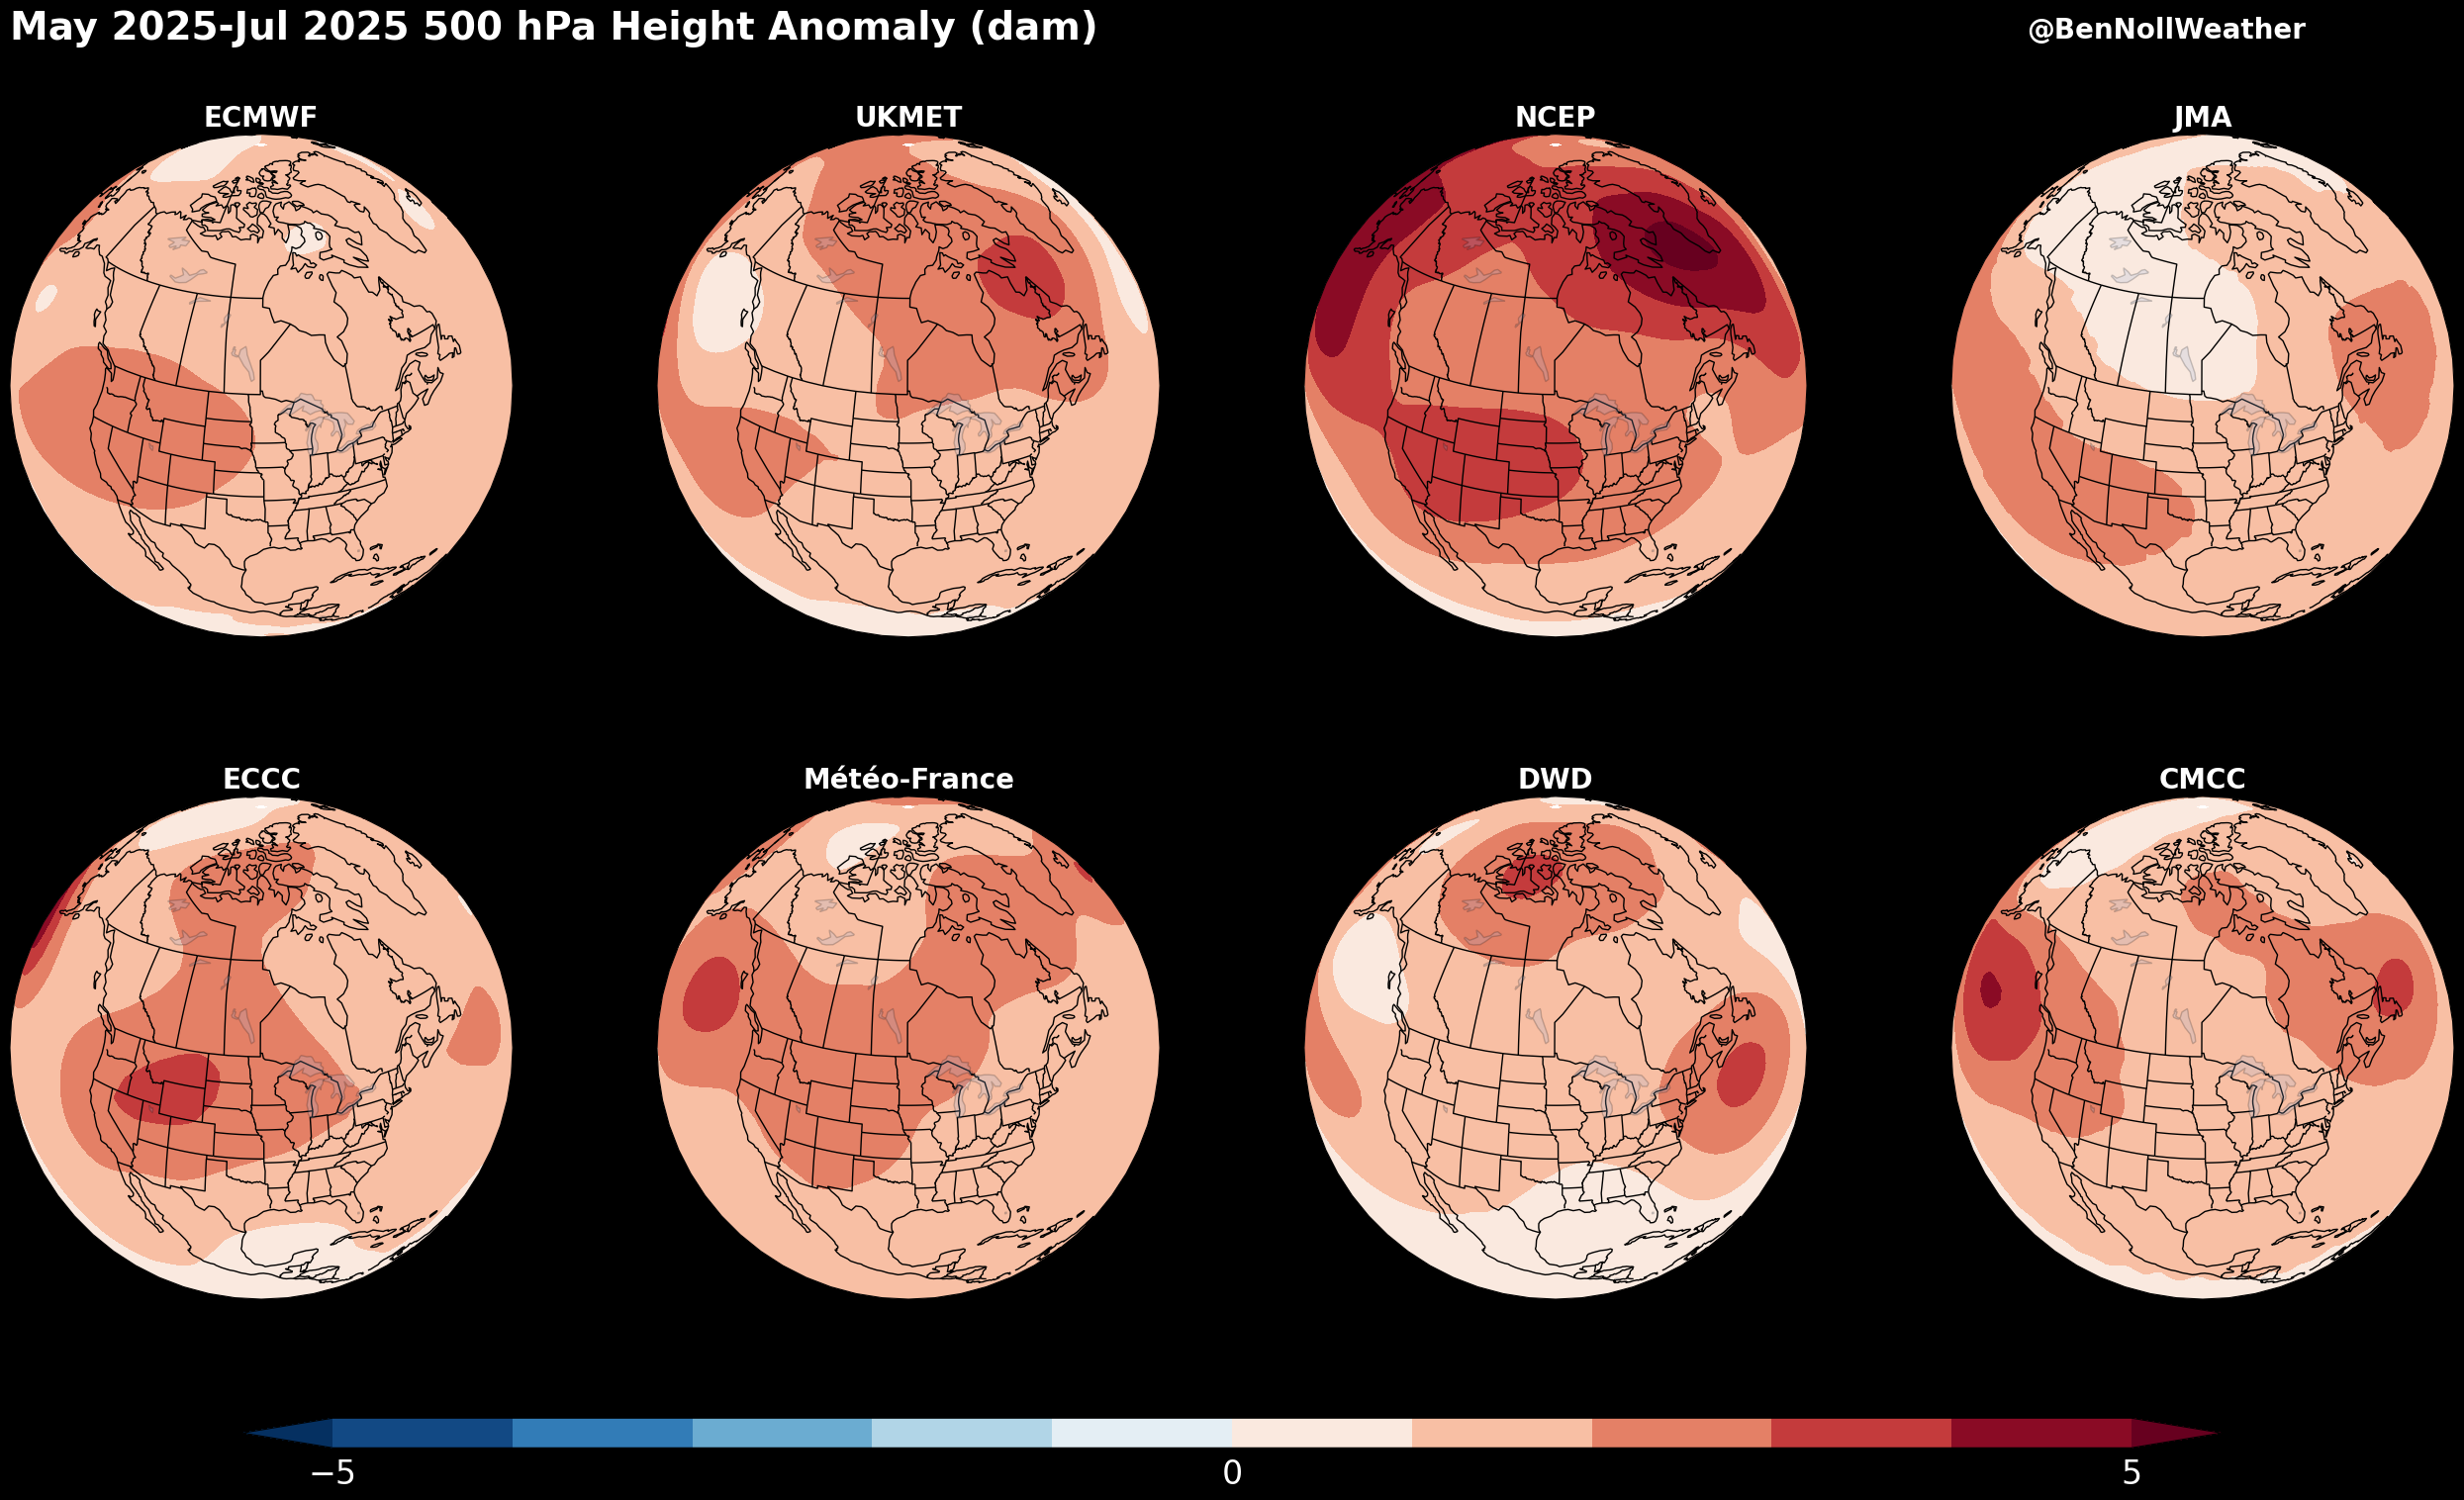 May 2025-Jul 2025 500 hPa Height Anomaly (dam)
@BenNollWeather
ECMWF
UKMET
NCEP
JMA
ECCC
Météo-France
DWD
CMCC
−5
0
5